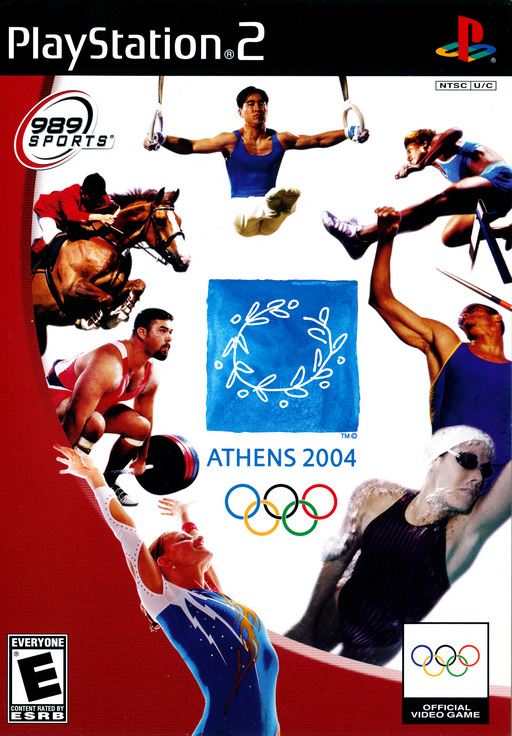 PlayStation®2
NTSC U/C
989
SPORTS®
TM©
ATHENS 2004
EVERYONE
E
CONTENT RATED BY
ESRB
OFFICIAL
VIDEO GAME